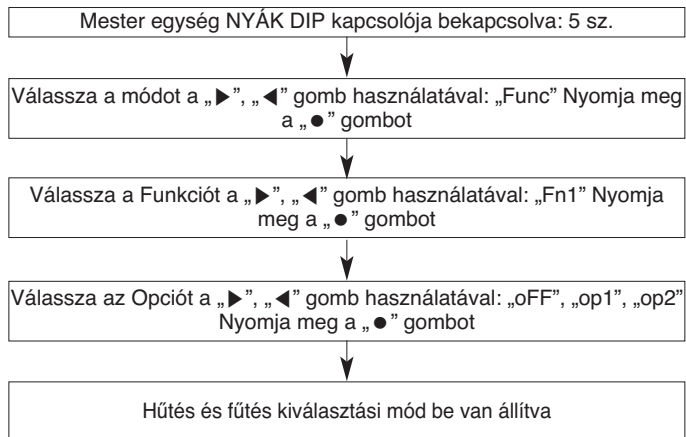 Mester egység NYÁK DIP kapcsolója bekapcsolva: 5 sz.
Válassza a módot a „▶”, „◀” gomb használatával: „Func” Nyomja meg
a „●” gombot
Válassza a Funkciót a „▶”, „◀” gomb használatával: „Fn1” Nyomja
meg a „●” gombot
Válassza az Opciót a „▶”, „◀” gomb használatával: „oFF”, „op1”, „op2”
Nyomja meg a „●” gombot
Hűtés és fűtés kiválasztási mód be van állítva